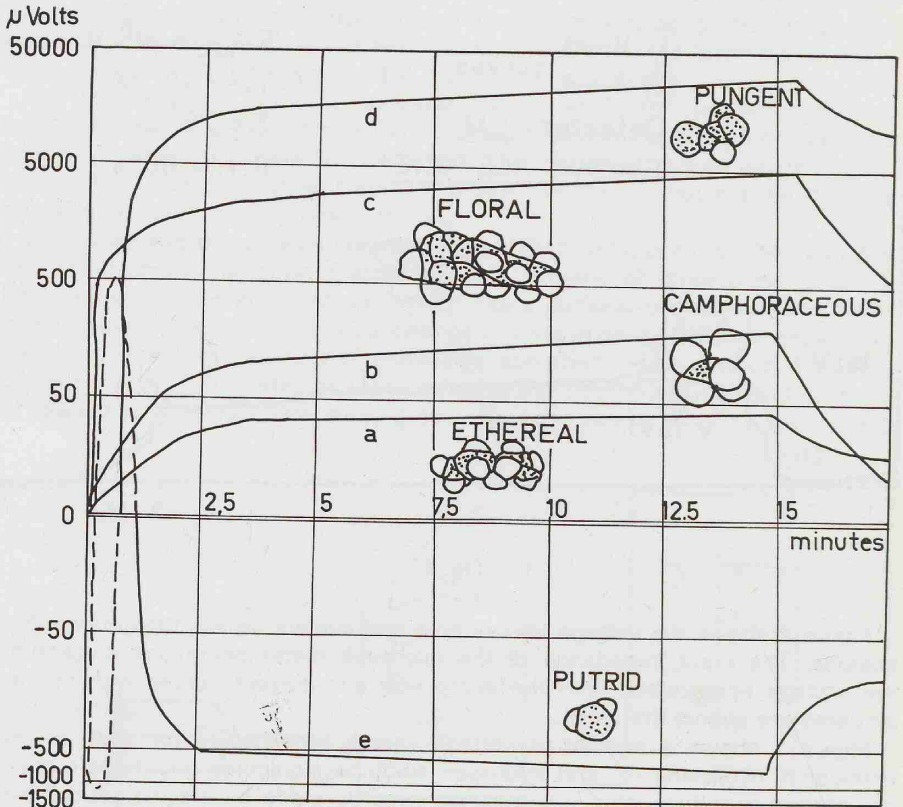 μ Volts
50000
PUNGENT
d
5000
c
FLORAL
500
CAMPHORACEOUS
b
50
a
ETHEREAL
0
2,5
5
7,5
10
12.5
15
minutes
-50
PUTRID
-500
e
-1000
-1500